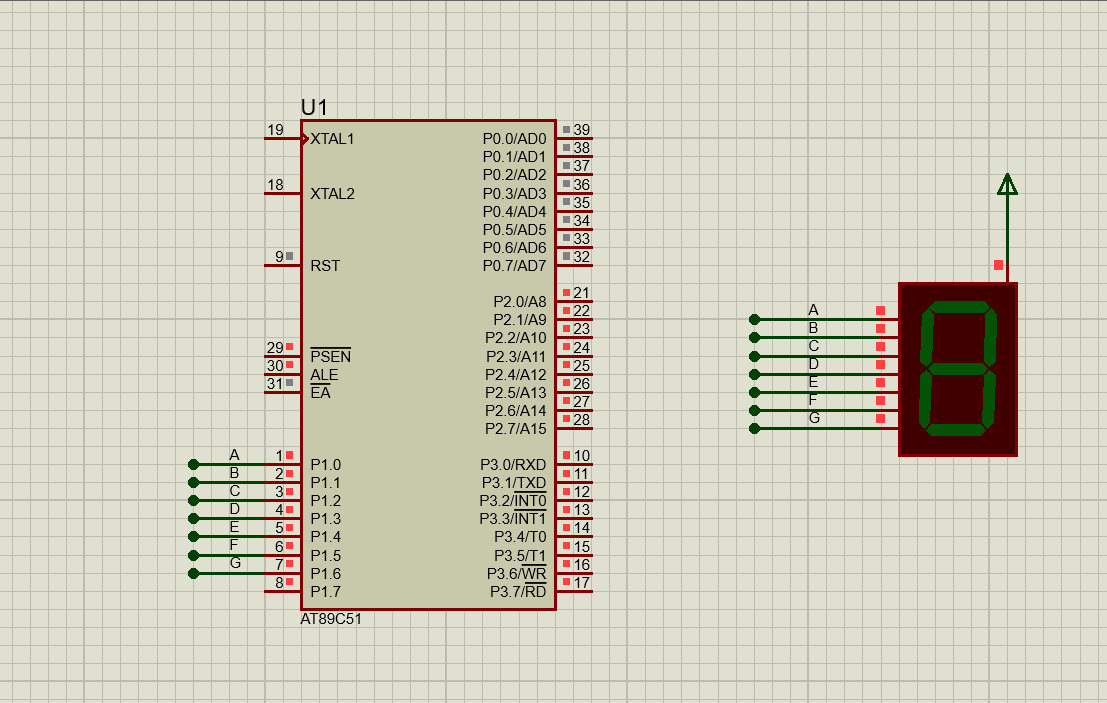 U1
19
XTAL1
18
XTAL2
9
RST
29
PSEN
30
ALE
31
EA
A 1 P1.0
B 2 P1.1
C 3 P1.2
D 4 P1.3
E 5 P1.4
F 6 P1.5
G 7 P1.6
8 P1.7
P0.0/AD0 39
P0.1/AD1 38
P0.2/AD2 37
P0.3/AD3 36
P0.4/AD4 35
P0.5/AD5 34
P0.6/AD6 33
P0.7/AD7 32
P2.0/A8 21
P2.1/A9 22
P2.2/A10 23
P2.3/A11 24
P2.4/A12 25
P2.5/A13 26
P2.6/A14 27
P2.7/A15 28
P3.0/RXD 10
P3.1/TXD 11
P3.2/INT0 12
P3.3/INT1 13
P3.4/T0 14
P3.5/T1 15
P3.6/WR 16
P3.7/RD 17
AT89C51
A
B
C
D
E
F
G